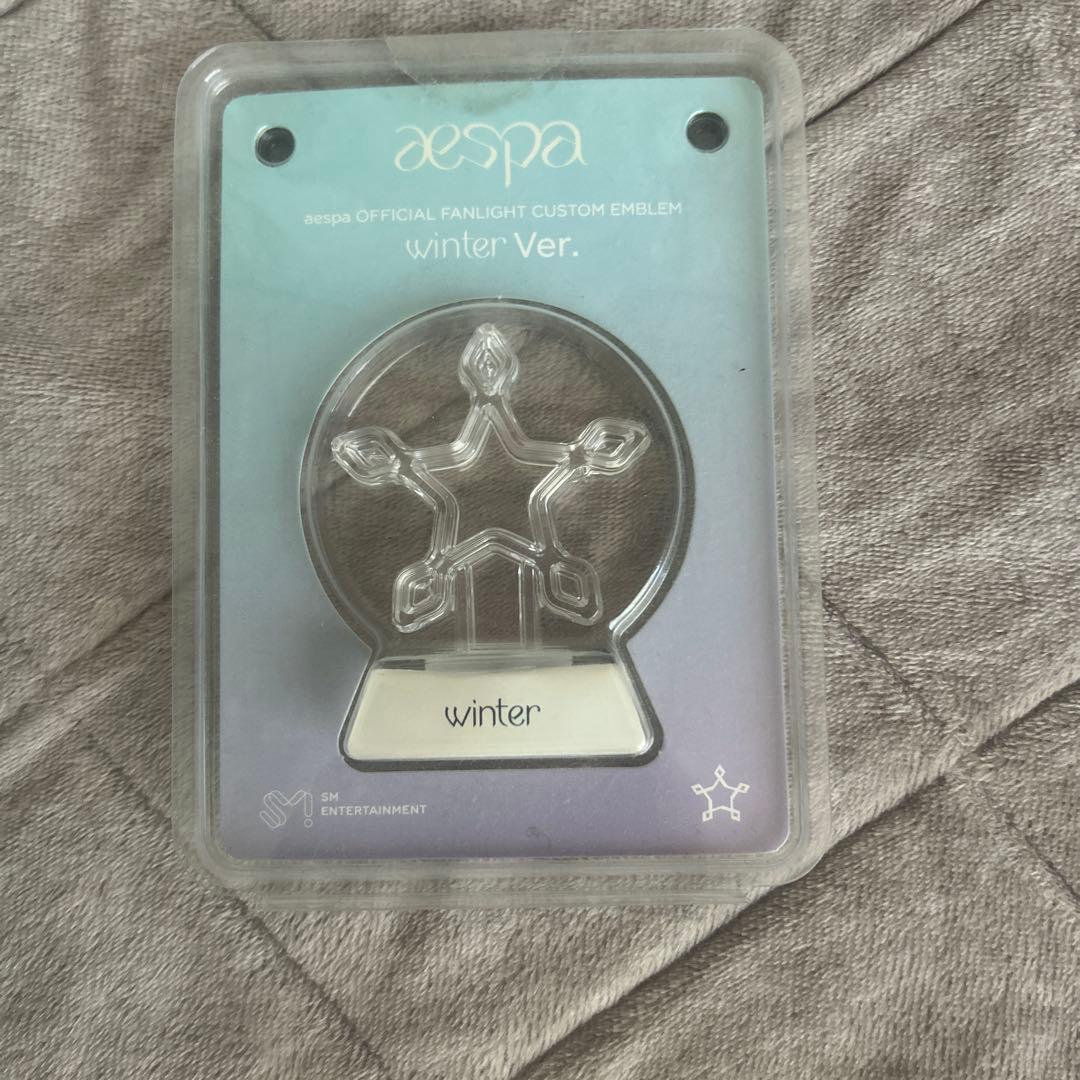 aespa
aespa OFFICIAL FANLIGHT CUSTOM EMBLEM
winter Ver.
winter
SM
ENTERTAINMENT